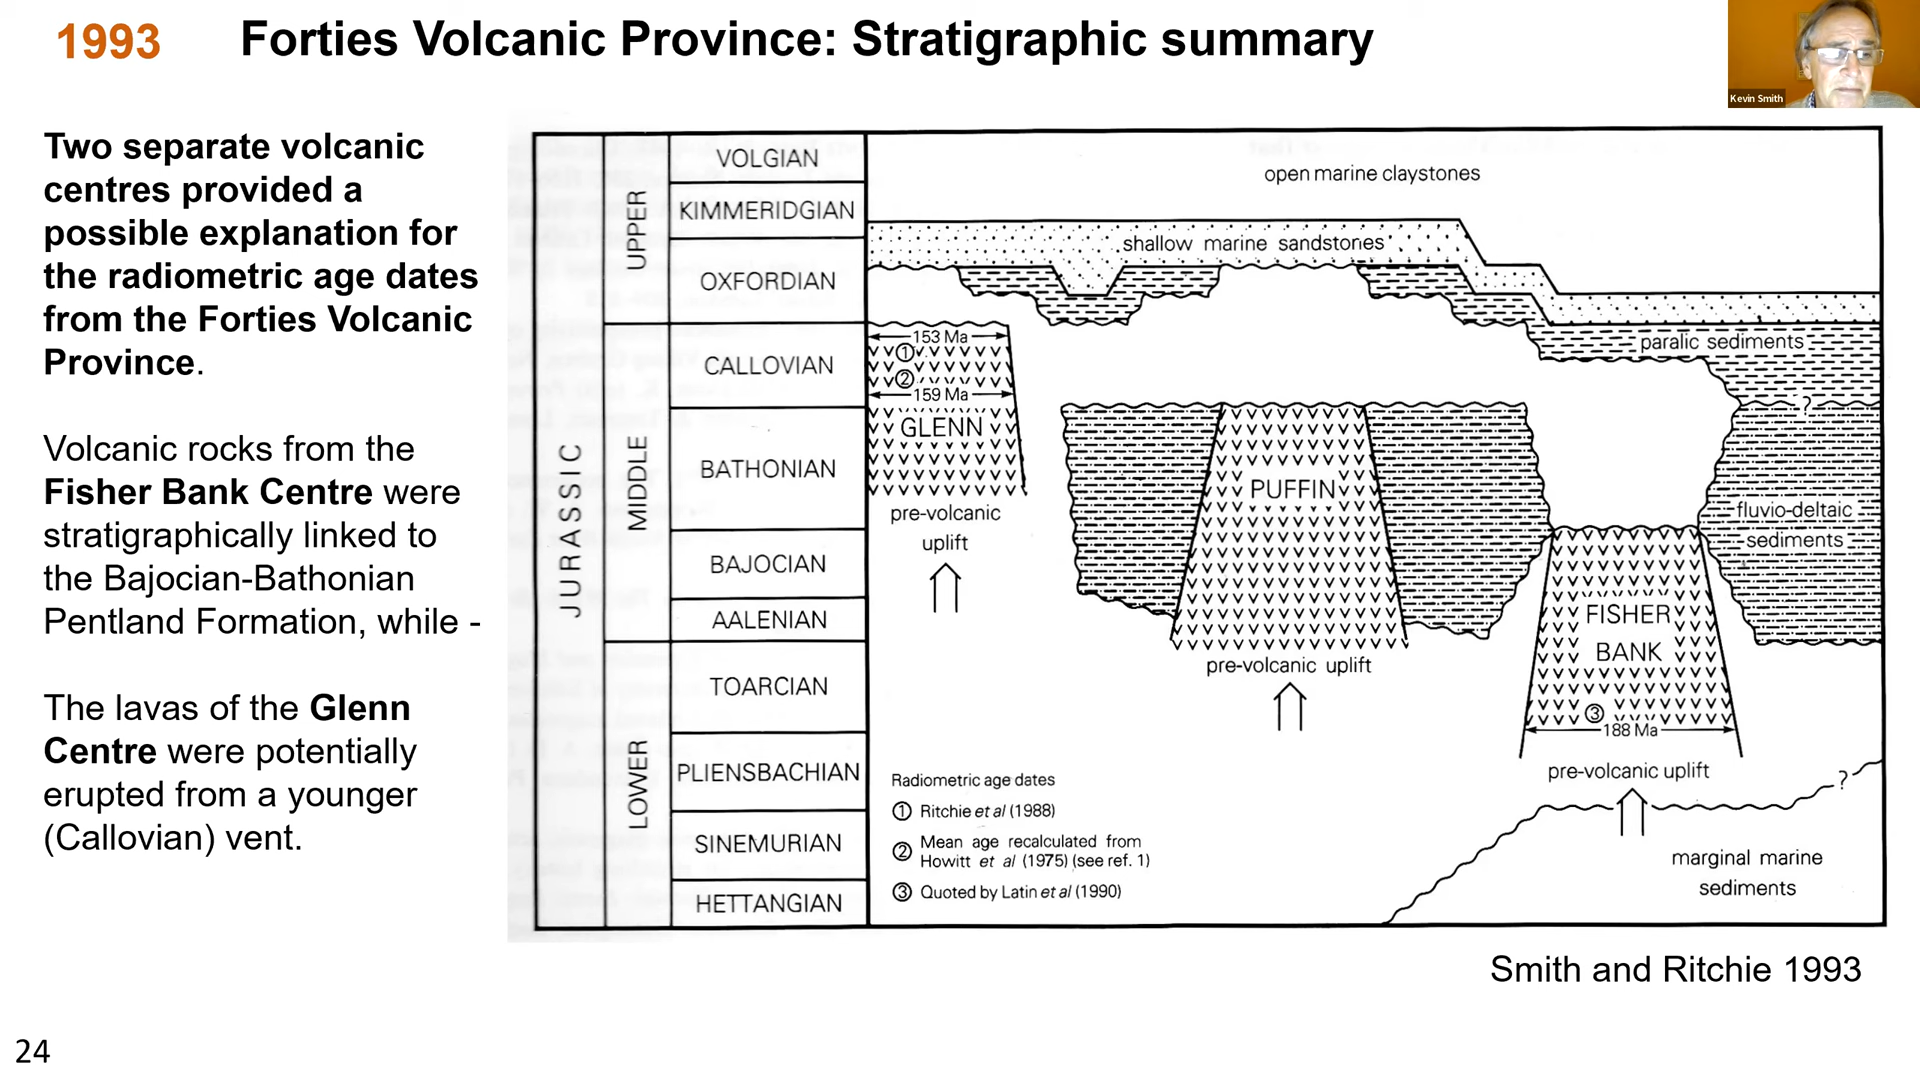 1993 Forties Volcanic Province: Stratigraphic summary
Kevin Smith
Two separate volcanic
centres provided a
possible explanation for
the radiometric age dates
from the Forties Volcanic
Province.
Volcanic rocks from the
Fisher Bank Centre were
stratigraphically linked to
the Bajocian-Bathonian
Pentland Formation, while -
The lavas of the Glenn
Centre were potentially
erupted from a younger
(Callovian) vent.
JURASSIC
UPPER
MIDDLE
LOWER
VOLGIAN
KIMMERIDGIAN
OXFORDIAN
CALLOVIAN
BATHONIAN
BAJOCIAN
AALENIAN
TOARCIAN
PLIENSBACHIAN
SINEMURIAN
HETTANGIAN
open marine claystones
shallow marine sandstones
paralic sediments
?
fluvio-deltaic
sediments
153 Ma
1
2
159 Ma
GLENN
pre-volcanic
uplift
PUFFIN
pre-volcanic uplift
FISHER
BANK
3
188 Ma
pre-volcanic uplift
?
marginal marine
sediments
Radiometric age dates
1 Ritchie et al (1988)
2 Mean age recalculated from
Howitt et al (1975) (see ref. 1)
3 Quoted by Latin et al (1990)
Smith and Ritchie 1993
24